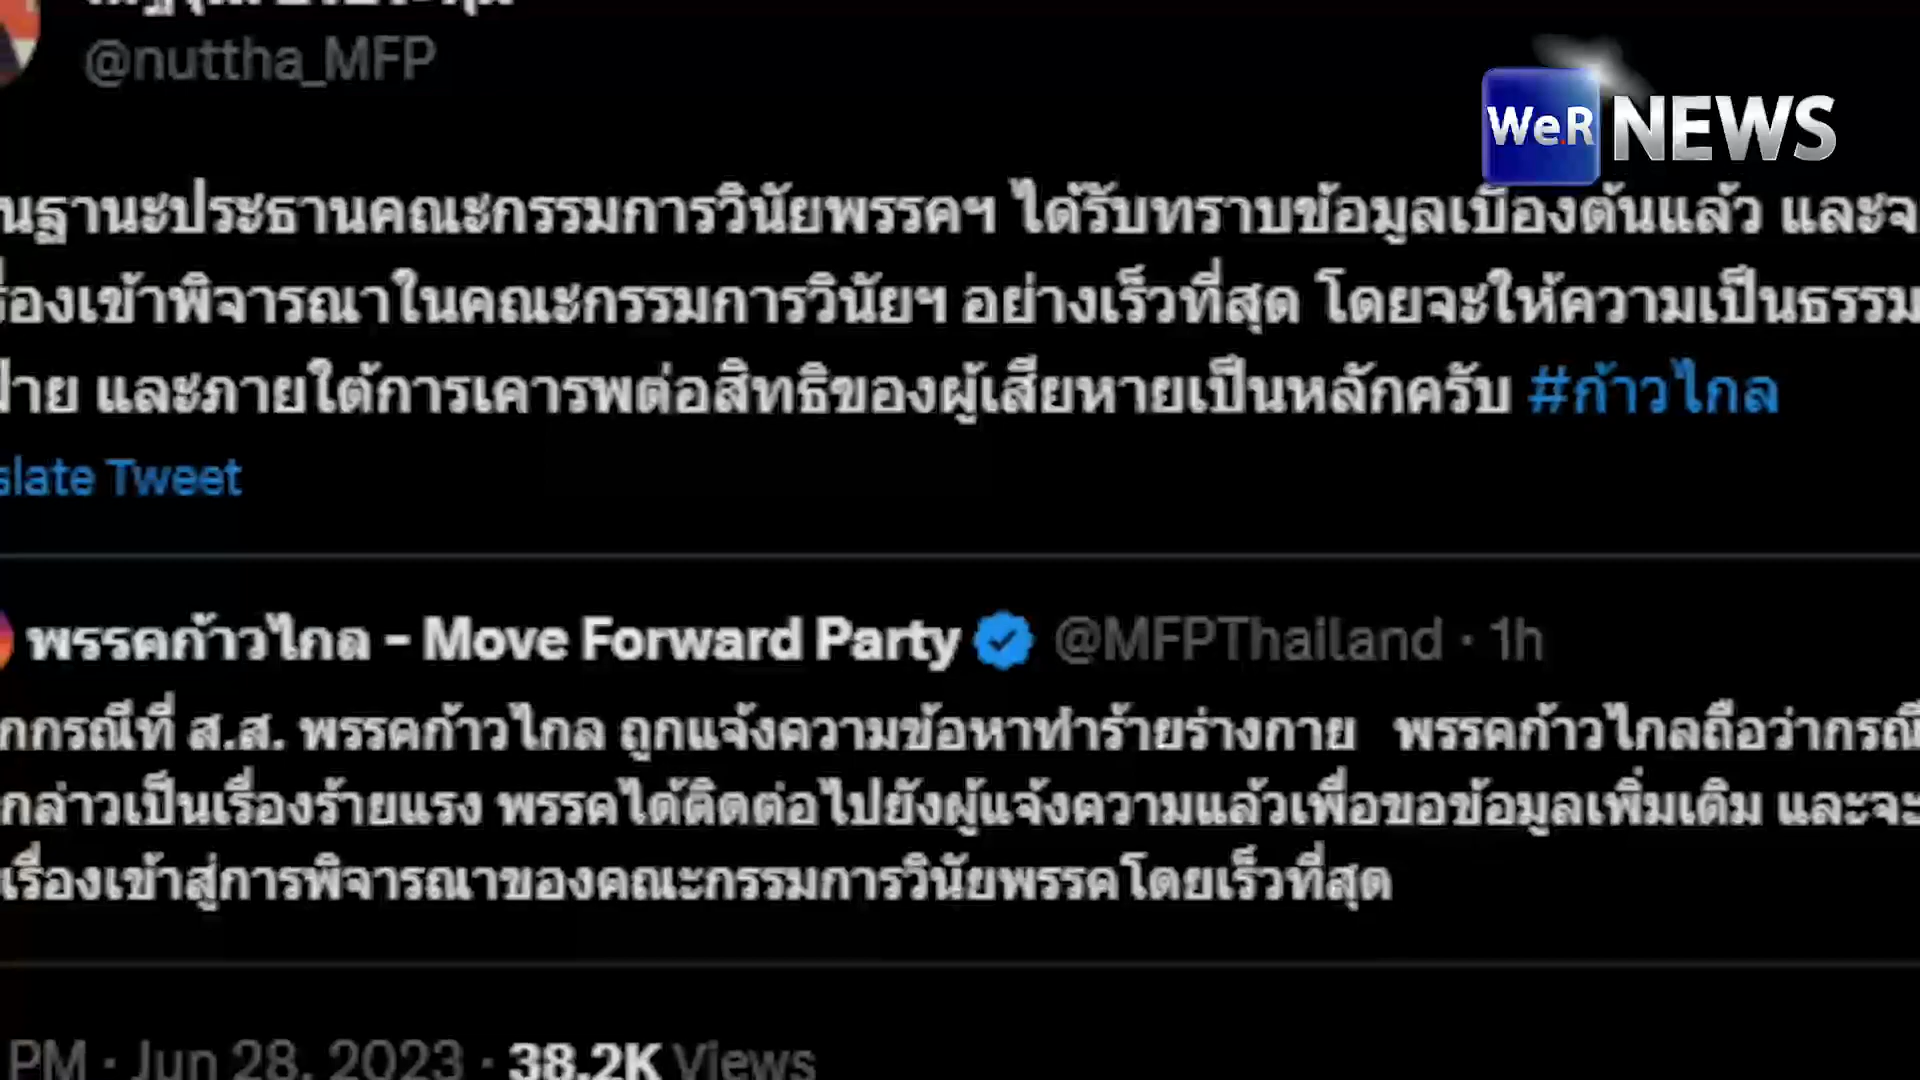 @nuttha_MFP
WeR NEWS
นฐานะประธานคณะกรรมการวินัยพรรคฯ ได้รับทราบข้อมูลเบื้องต้นแล้ว และจ
องเข้าพิจารณาในคณะกรรมการวินัยฯ อย่างเร็วที่สุด โดยจะให้ความเป็นธรรม
ฝ่าย และภายใต้การเคารพต่อสิทธิของผู้เสียหายเป็นหลักครับ #ก้าวไกล
slate Tweet
พรรคก้าวไกล - Move Forward Party @MFPThailand · 1h
กกรณีที่ ส.ส. พรรคก้าวไกล ถูกแจ้งความข้อหาทำร้ายร่างกาย พรรคก้าวไกลถือว่ากรณี
กล่าวเป็นเรื่องร้ายแรง พรรคได้ติดต่อไปยังผู้แจ้งความแล้วเพื่อขอข้อมูลเพิ่มเติม และจะ
เรื่องเข้าสู่การพิจารณาของคณะกรรมการวินัยพรรคโดยเร็วที่สุด
PM · Jun 28, 2023 · 38.2K Views